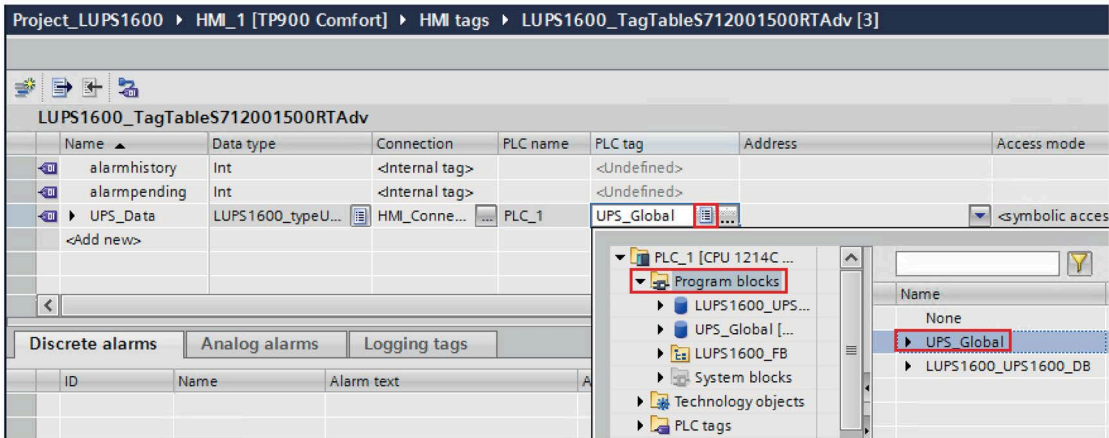 Project_LUPS1600 ▸ HMI_1 [TP900 Comfort] ▸ HMI tags ▸ LUPS1600_TagTableS712001500RTAdv [3]
LUPS1600_TagTableS712001500RTAdv
Name Data type Connection PLC name PLC tag Address Access mode
alarmhistory Int <Internal tag> <Undefined>
alarmpending Int <Internal tag> <Undefined>
UPS_Data LUPS1600_typeU... HMI_Conne... PLC_1 UPS_Global <symbolic acces
<Add new>
PLC_1 [CPU 1214C ...
Program blocks
LUPS1600_UPS...
UPS_Global [...
LUPS1600_FB
System blocks
Technology objects
PLC tags
Name
None
UPS_Global
LUPS1600_UPS1600_DB
Discrete alarms Analog alarms Logging tags
ID Name Alarm text A